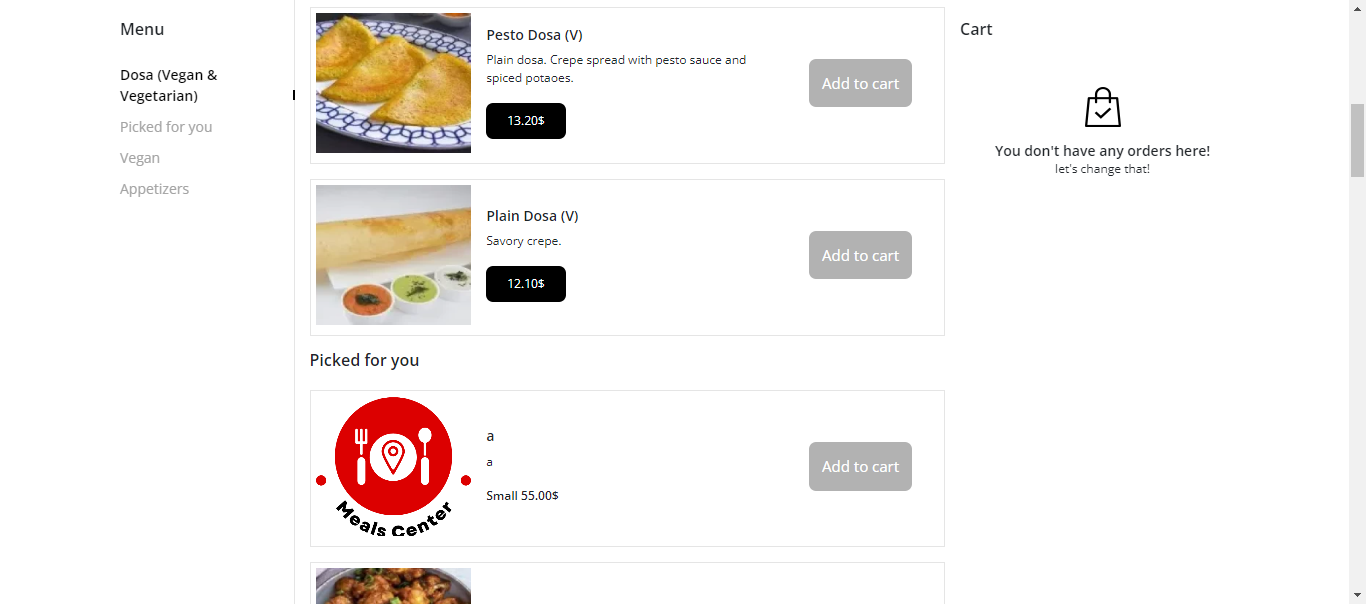 Menu
Dosa (Vegan &
Vegetarian)
Picked for you
Vegan
Appetizers
Pesto Dosa (V)
Plain dosa. Crepe spread with pesto sauce and
spiced potaoes.
13.20$
Add to cart
Plain Dosa (V)
Savory crepe.
12.10$
Add to cart
Picked for you
Meals Center
a
a
Small 55.00$
Add to cart
Cart
You don't have any orders here!
let's change that!